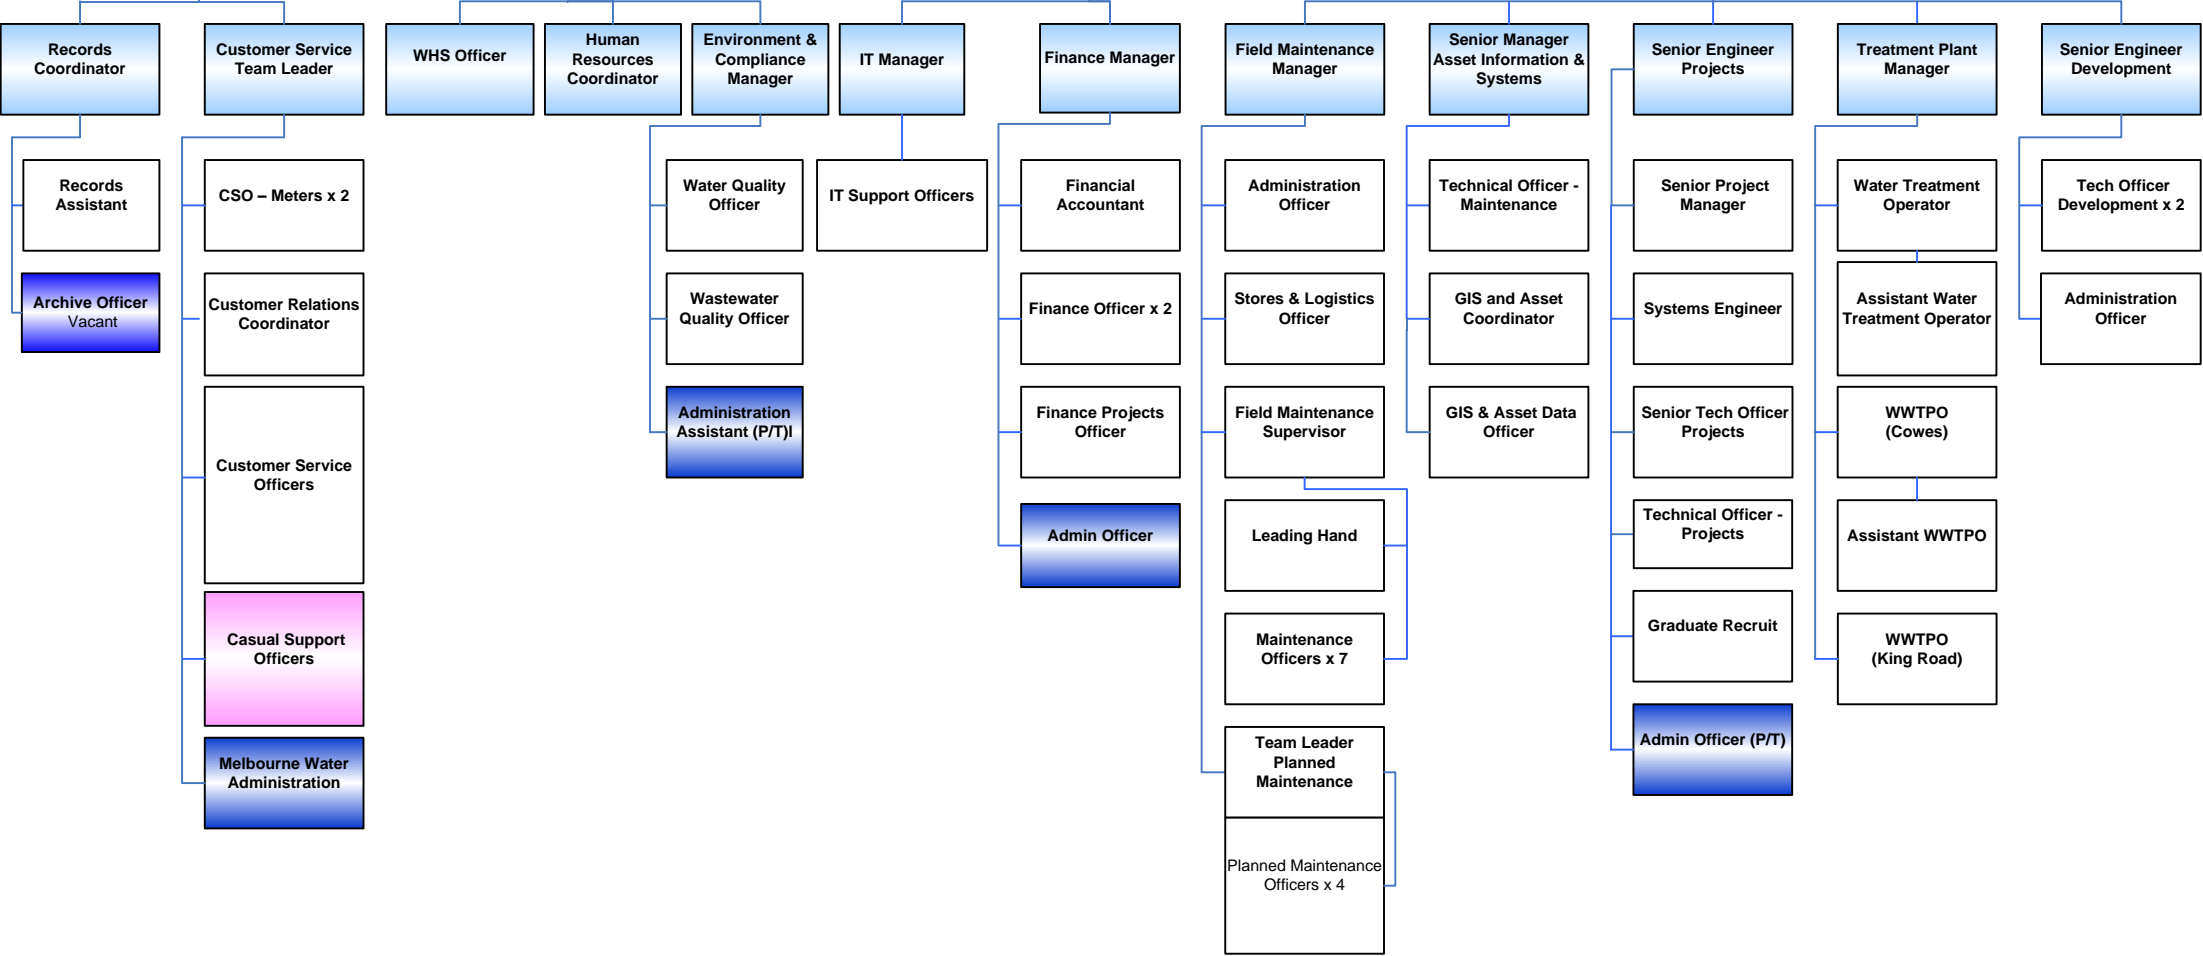 Records
Coordinator
Customer Service
Team Leader
WHS Officer
Human
Resources
Coordinator
Environment &
Compliance
Manager
IT Manager
Finance Manager
Field Maintenance
Manager
Senior Manager
Asset Information &
Systems
Senior Engineer
Projects
Treatment Plant
Manager
Senior Engineer
Development
Records
Assistant
Archive Officer
Vacant
CSO – Meters x 2
Customer Relations
Coordinator
Customer Service
Officers
Casual Support
Officers
Melbourne Water
Administration
Water Quality
Officer
Wastewater
Quality Officer
Administration
Assistant (P/T)l
IT Support Officers
Financial
Accountant
Finance Officer x 2
Finance Projects
Officer
Admin Officer
Administration
Officer
Stores & Logistics
Officer
Field Maintenance
Supervisor
Leading Hand
Maintenance
Officers x 7
Team Leader
Planned
Maintenance
Planned Maintenance
Officers x 4
Technical Officer -
Maintenance
GIS and Asset
Coordinator
GIS & Asset Data
Officer
Senior Project
Manager
Systems Engineer
Senior Tech Officer
Projects
Technical Officer -
Projects
Graduate Recruit
Admin Officer (P/T)
Water Treatment
Operator
Assistant Water
Treatment Operator
WWTPO
(Cowes)
Assistant WWTPO
WWTPO
(King Road)
Tech Officer
Development x 2
Administration
Officer